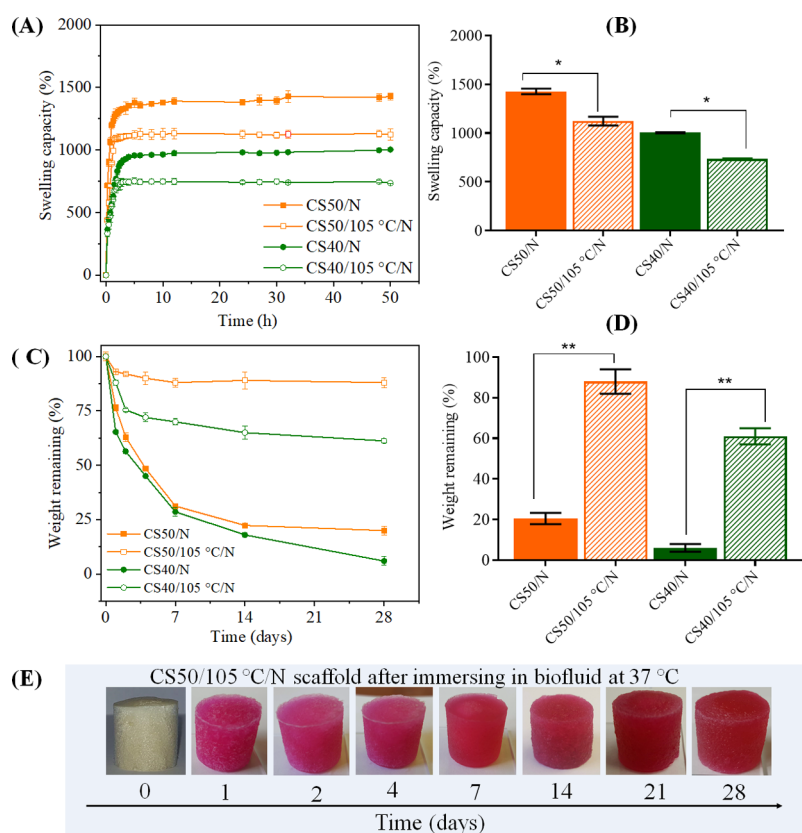 (A)
2000
1500
1000
500
0
Swelling capacity (%)
CS50/N
CS50/105 °C/N
CS40/N
CS40/105 °C/N
0 10 20 30 40 50
Time (h)
(B)
2000
1500
1000
500
0
Swelling capacity (%)
*
*
CS50/N
CS50/105 °C/N
CS40/N
CS40/105 °C/N
( C)
100
75
50
25
0
Weight remaining (%)
CS50/N
CS50/105 °C/N
CS40/N
CS40/105 °C/N
0 7 14 21 28
Time (days)
(D)
100
80
60
40
20
0
Weight remaining (%)
**
**
CS50/N
CS50/105 °C/N
CS40/N
CS40/105 °C/N
(E)
CS50/105 °C/N scaffold after immersing in biofluid at 37 °C
0 1 2 4 7 14 21 28
Time (days)